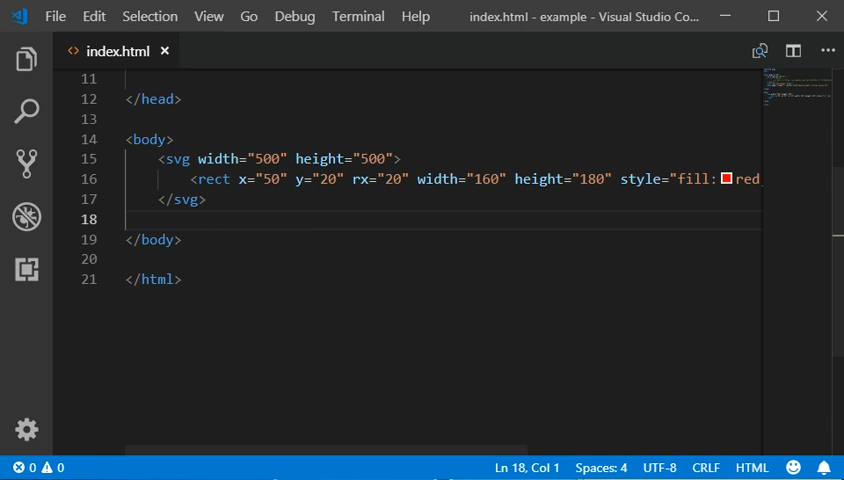 File Edit Selection View Go Debug Terminal Help index.html - example - Visual Studio Co...
<> index.html ×
11
12 </head>
13
14 <body>
15 <svg width="500" height="500">
16 <rect x="50" y="20" rx="20" width="160" height="180" style="fill: red
17 </svg>
18
19 </body>
20
21 </html>
0 0 Ln 18, Col 1 Spaces: 4 UTF-8 CRLF HTML